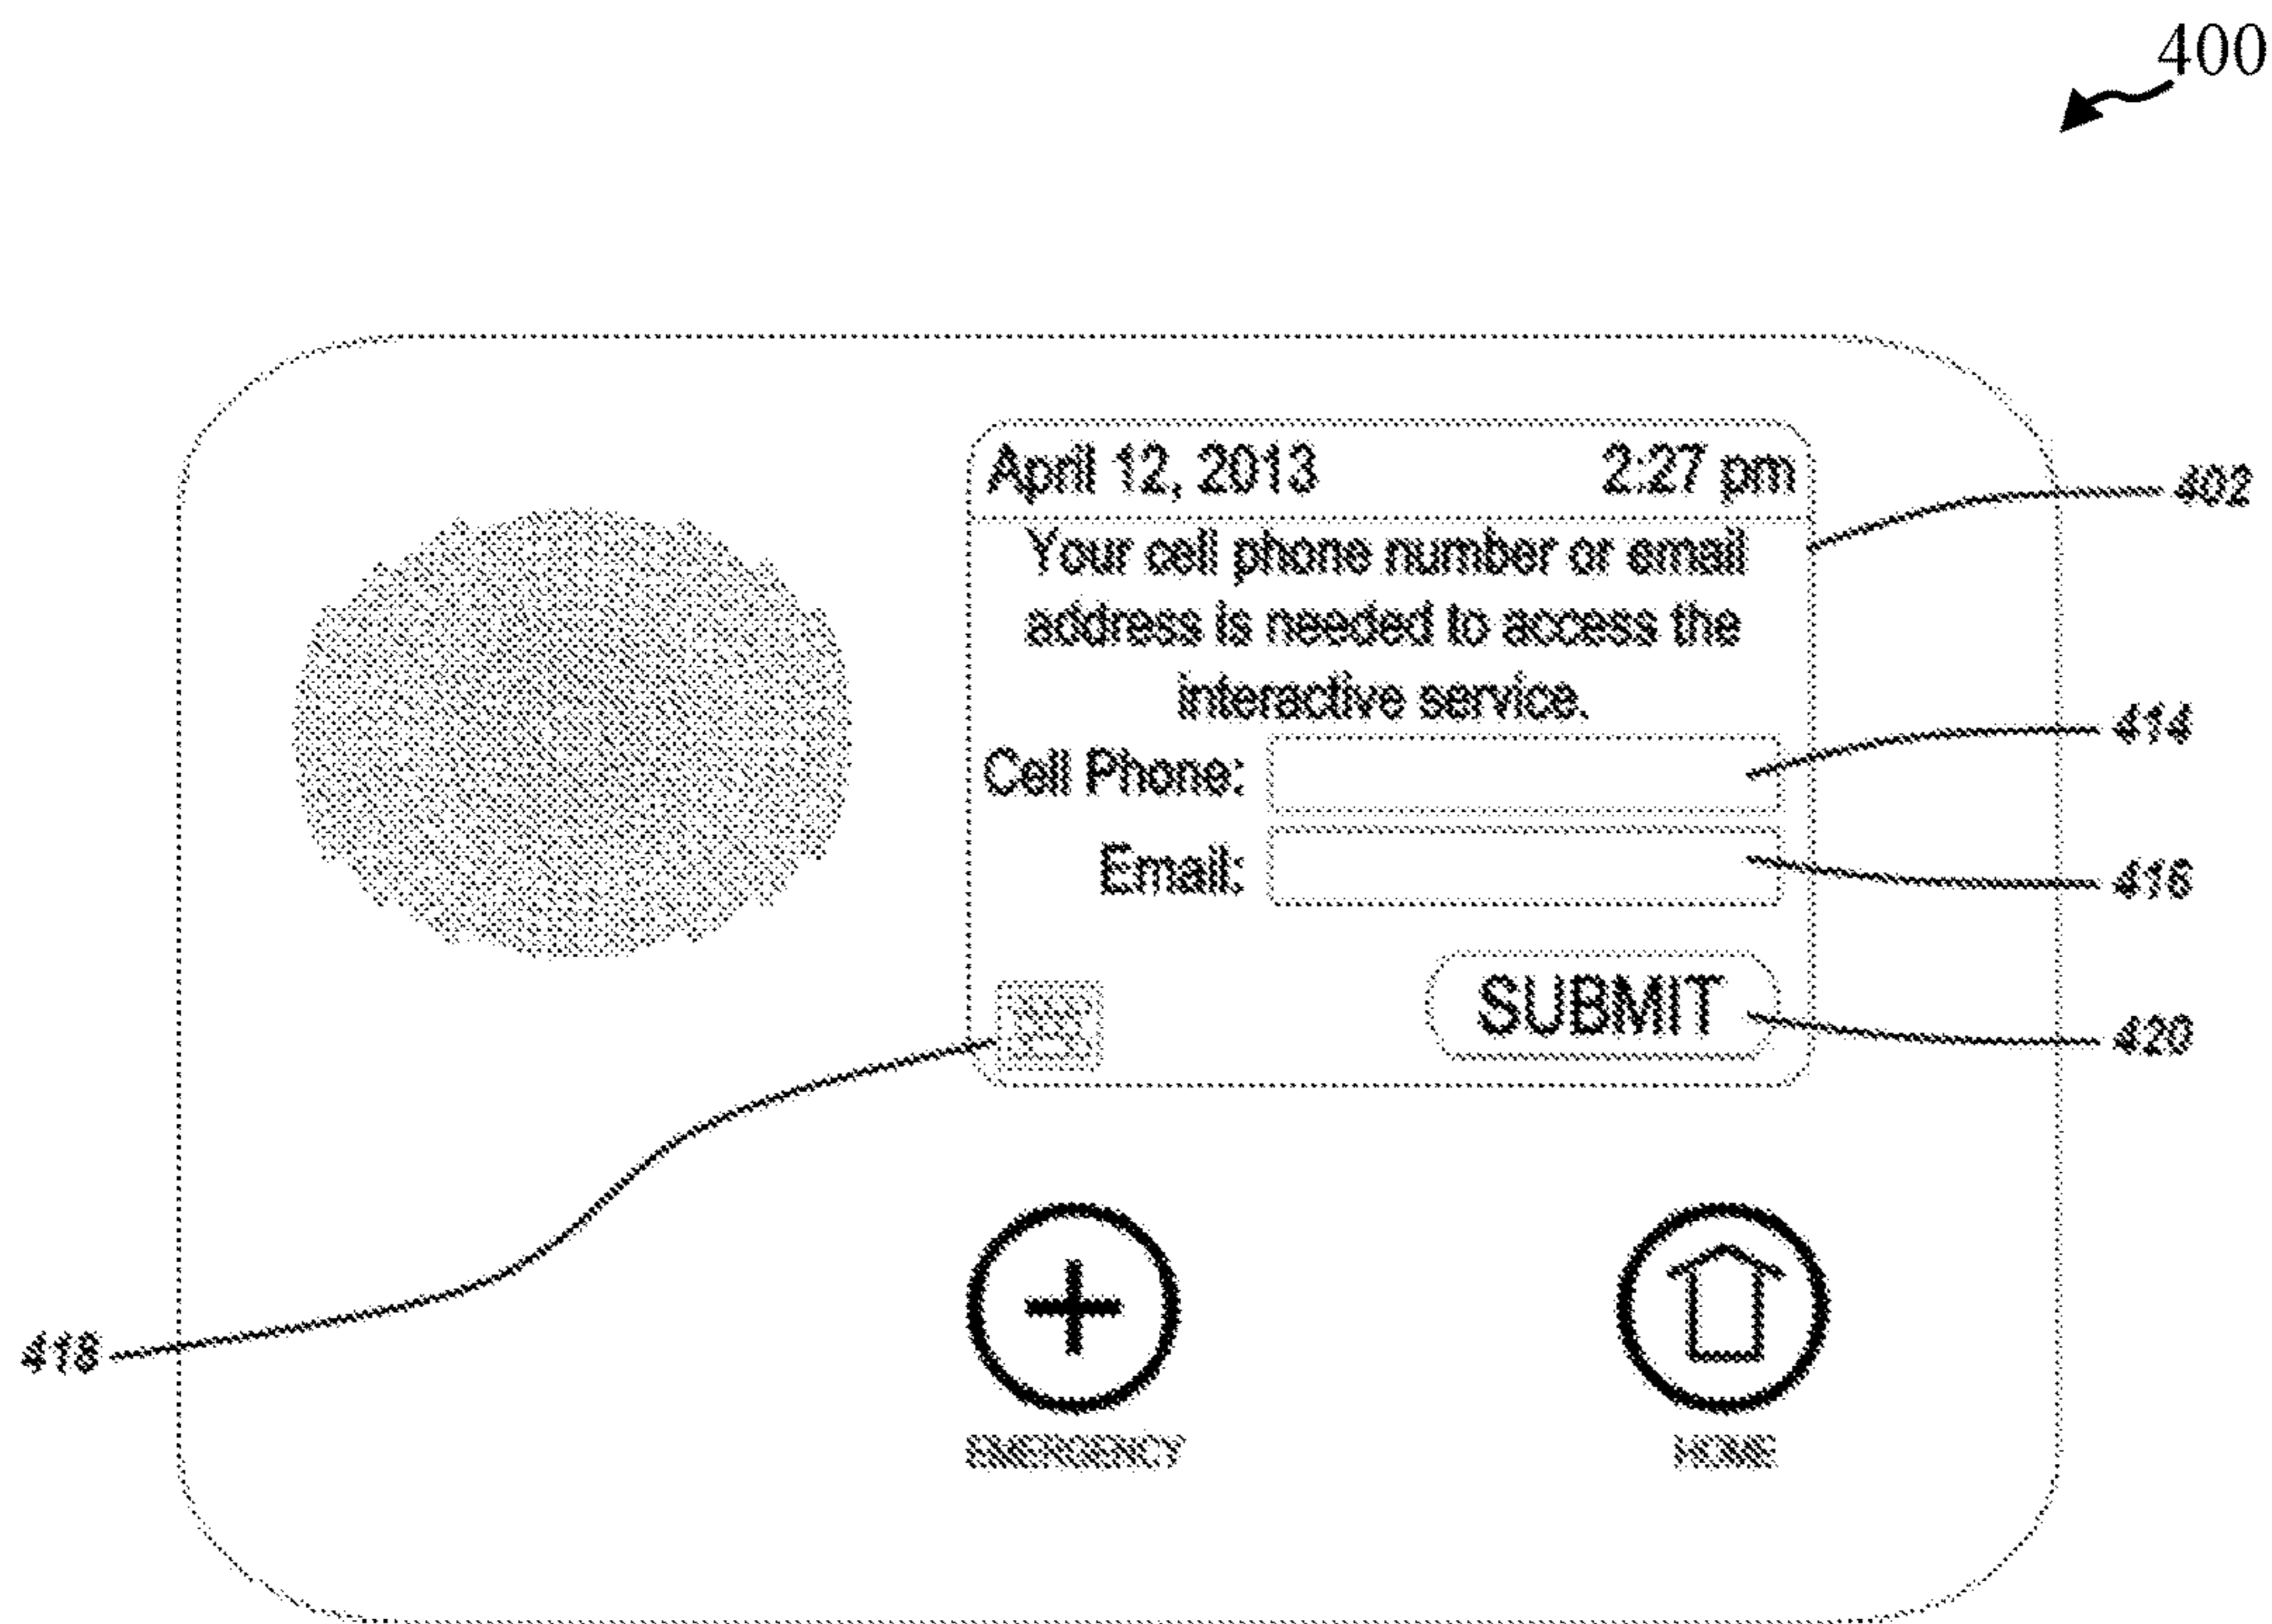 400
April 12, 2013 2:27 pm
402
Your cell phone number or email
address is needed to access the
interactive service.
Cell Phone:
414
Email:
416
SUBMIT
420
418
EMERGENCY HOME